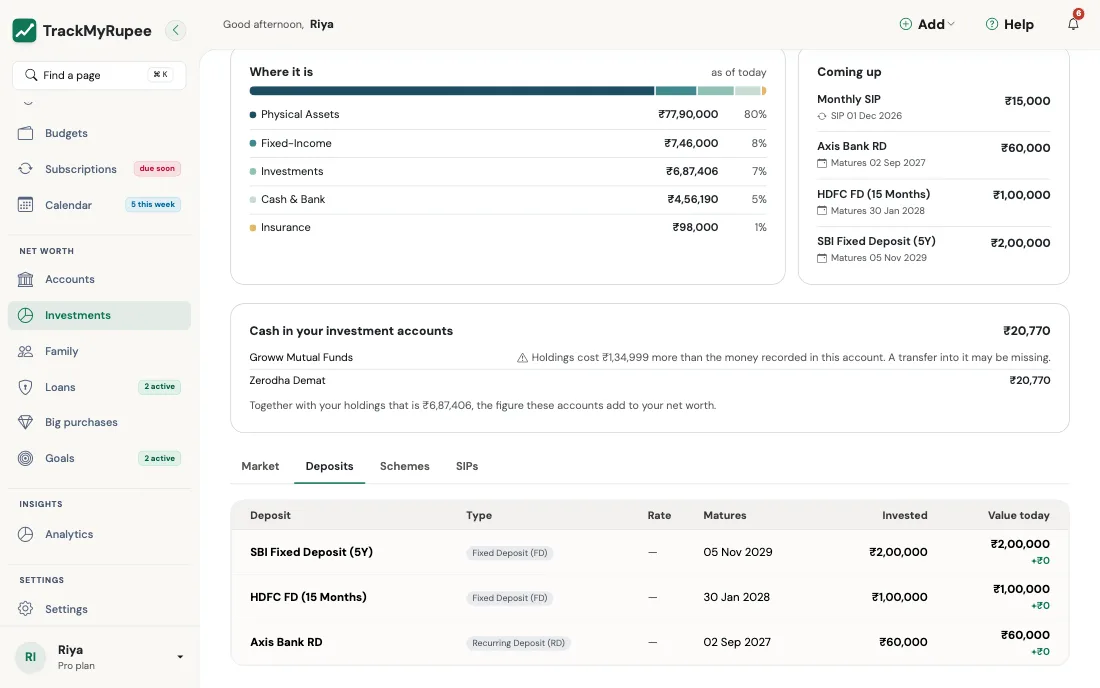 TrackMyRupee
Good afternoon, Riya
Add
Help
6
Find a page
⌘ K
Budgets
Subscriptions
due soon
Calendar
5 this week
NET WORTH
Accounts
Investments
Family
Loans
2 active
Big purchases
Goals
2 active
INSIGHTS
Analytics
SETTINGS
Settings
RI
Riya
Pro plan
Where it is
as of today
Physical Assets ₹77,90,000 80%
Fixed-Income ₹7,46,000 8%
Investments ₹6,87,406 7%
Cash & Bank ₹4,56,190 5%
Insurance ₹98,000 1%
Coming up
Monthly SIP ₹15,000
SIP 01 Dec 2026
Axis Bank RD ₹60,000
Matures 02 Sep 2027
HDFC FD (15 Months) ₹1,00,000
Matures 30 Jan 2028
SBI Fixed Deposit (5Y) ₹2,00,000
Matures 05 Nov 2029
Cash in your investment accounts ₹20,770
Groww Mutual Funds Holdings cost ₹1,34,999 more than the money recorded in this account. A transfer into it may be missing.
Zerodha Demat ₹20,770
Together with your holdings that is ₹6,87,406, the figure these accounts add to your net worth.
Market Deposits Schemes SIPs
Deposit Type Rate Matures Invested Value today
SBI Fixed Deposit (5Y) Fixed Deposit (FD) — 05 Nov 2029 ₹2,00,000 ₹2,00,000
+₹0
HDFC FD (15 Months) Fixed Deposit (FD) — 30 Jan 2028 ₹1,00,000 ₹1,00,000
+₹0
Axis Bank RD Recurring Deposit (RD) — 02 Sep 2027 ₹60,000 ₹60,000
+₹0